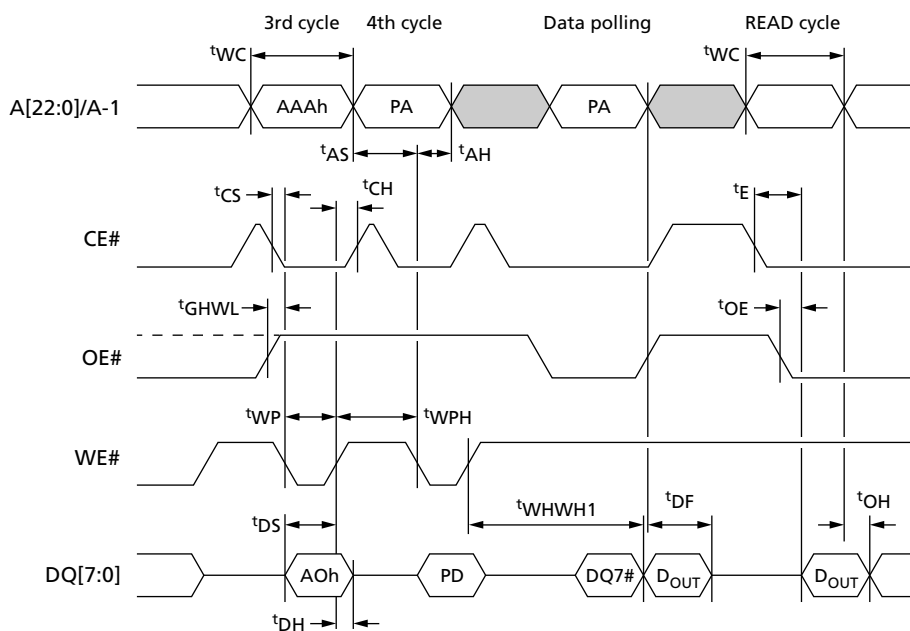 3rd cycle 4th cycle Data polling READ cycle
tWC tWC
A[22:0]/A-1 AAAh PA PA
tAS tAH
tCS tCH tE
CE#
tGHWL tOE
OE#
tWP tWPH
WE#
tWHWH1 tDF tOH
tDS
DQ[7:0] AOh PD DQ7# DOUT DOUT
tDH